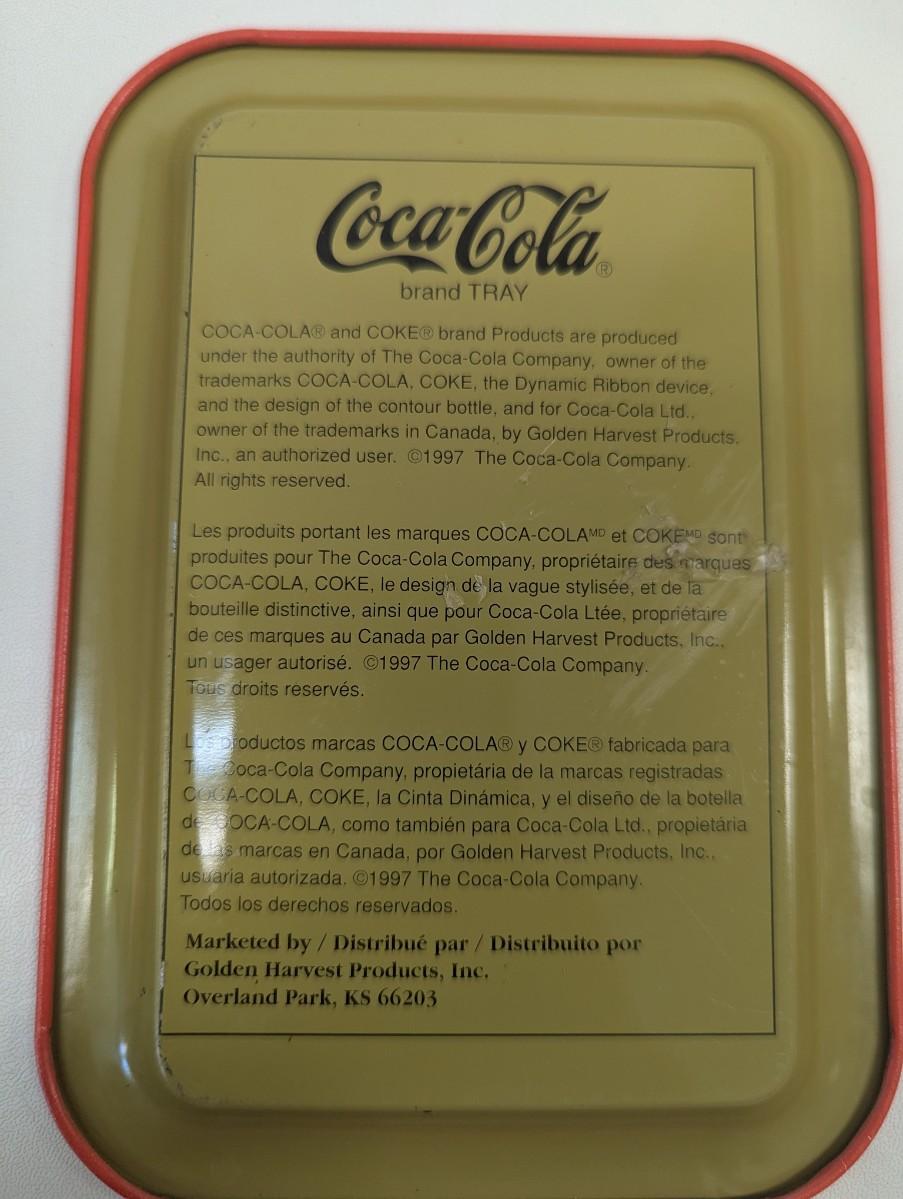 Coca-Cola®
brand TRAY
COCA-COLA® and COKE® brand Products are produced
under the authority of The Coca-Cola Company, owner of the
trademarks COCA-COLA, COKE, the Dynamic Ribbon device,
and the design of the contour bottle, and for Coca-Cola Ltd.,
owner of the trademarks in Canada, by Golden Harvest Products,
Inc., an authorized user. ©1997 The Coca-Cola Company.
All rights reserved.
Les produits portant les marques COCA-COLAᴹᴰ et COKEᴹᴰ sont
produites pour The Coca-Cola Company, propriétaire des marques
COCA-COLA, COKE, le design de la vague stylisée, et de la
bouteille distinctive, ainsi que pour Coca-Cola Ltée, propriétaire
de ces marques au Canada par Golden Harvest Products, Inc.,
un usager autorisé. ©1997 The Coca-Cola Company.
Tous droits réservés.
Los productos marcas COCA-COLA® y COKE® fabricada para
The Coca-Cola Company, propietária de la marcas registradas
COCA-COLA, COKE, la Cinta Dinámica, y el diseño de la botella
de COCA-COLA, como también para Coca-Cola Ltd., propietária
de las marcas en Canada, por Golden Harvest Products, Inc.,
usuaria autorizada. ©1997 The Coca-Cola Company.
Todos los derechos reservados.
Marketed by / Distribué par / Distribuito por
Golden Harvest Products, Inc.
Overland Park, KS 66203